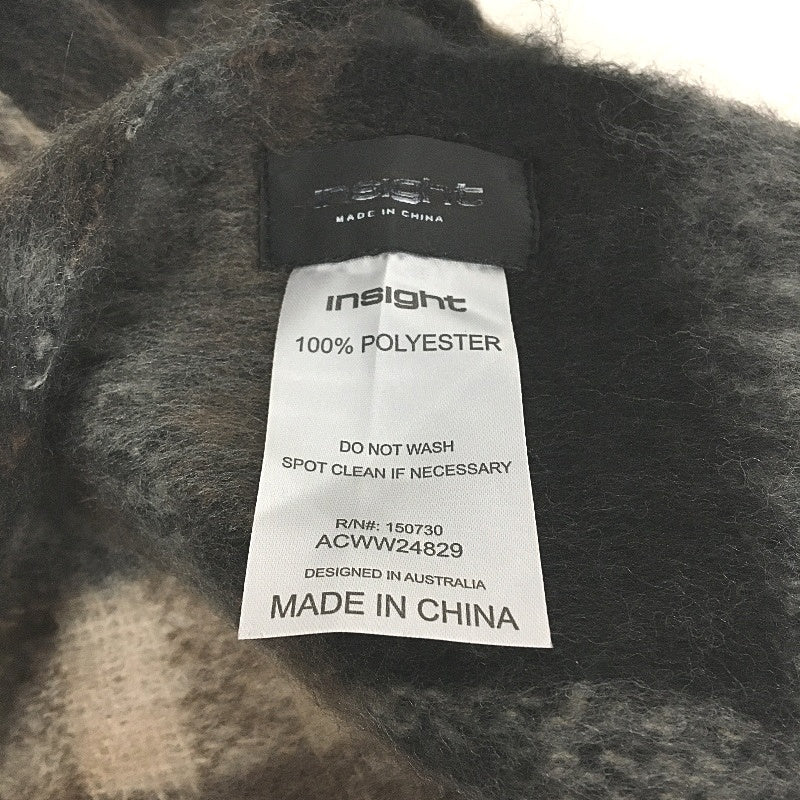 insight
MADE IN CHINA
insight
100% POLYESTER
DO NOT WASH
SPOT CLEAN IF NECESSARY
R/N#: 150730
ACWW24829
DESIGNED IN AUSTRALIA
MADE IN CHINA